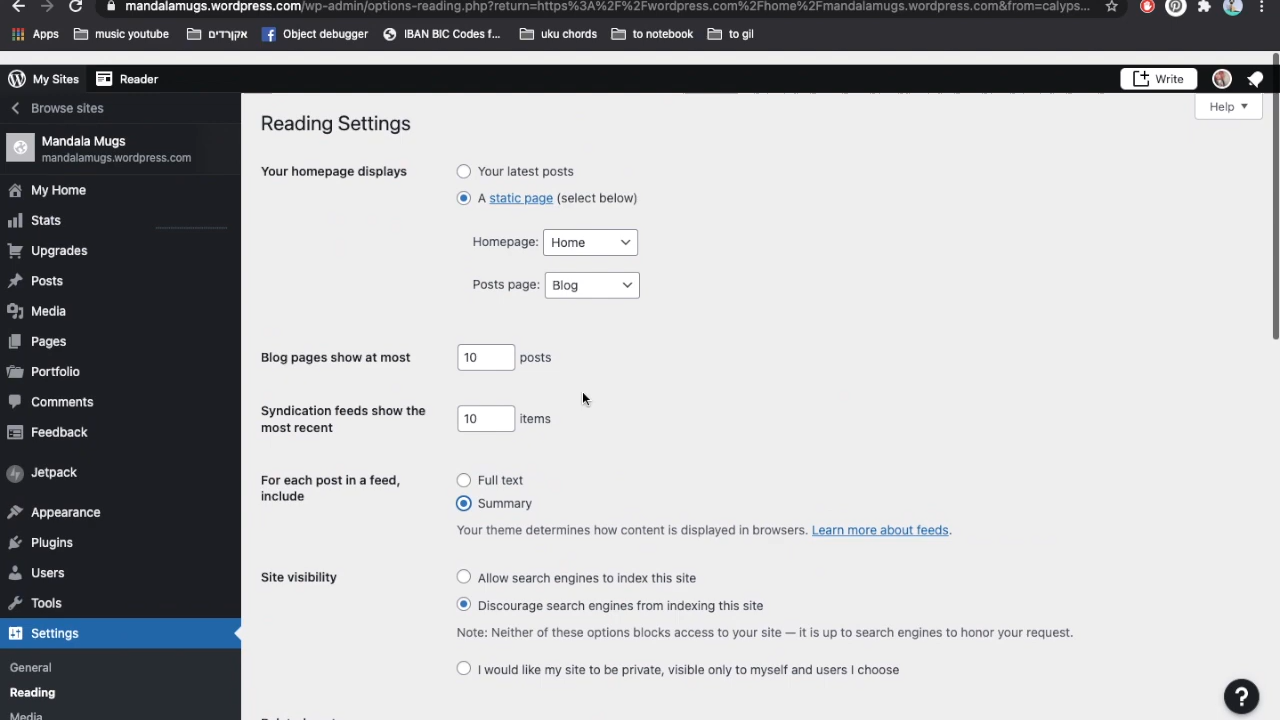 mandalamugs.wordpress.com/wp-admin/options-reading.php?return=https%3A%2F%2Fwordpress.com%2Fhome%2Fmandalamugs.wordpress.com&from=calyps...
Apps music youtube אקורדים Object debugger IBAN BIC Codes f... uku chords to notebook to gil
My Sites Reader Write
Browse sites
Help
Mandala Mugs
mandalamugs.wordpress.com
My Home
Stats
Upgrades
Posts
Media
Pages
Portfolio
Comments
Feedback
Jetpack
Appearance
Plugins
Users
Tools
Settings
General
Reading
Media
Reading Settings
Your homepage displays
Your latest posts
A static page (select below)
Homepage: Home
Posts page: Blog
Blog pages show at most 10 posts
Syndication feeds show the
most recent
10 items
For each post in a feed,
include
Full text
Summary
Your theme determines how content is displayed in browsers. Learn more about feeds.
Site visibility
Allow search engines to index this site
Discourage search engines from indexing this site
Note: Neither of these options blocks access to your site — it is up to search engines to honor your request.
I would like my site to be private, visible only to myself and users I choose
?